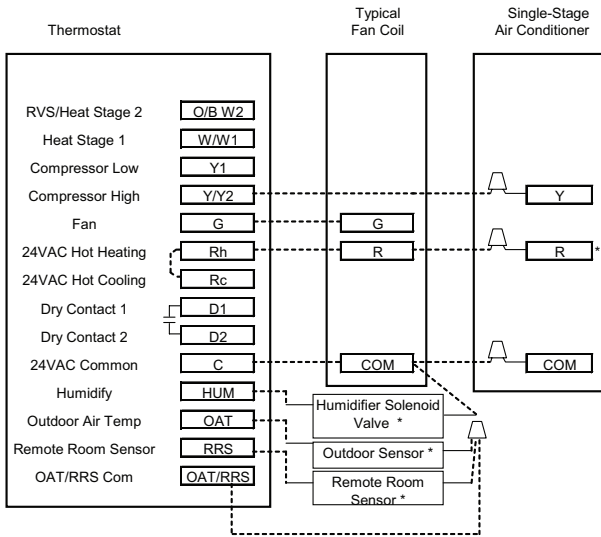 Thermostat
Typical
Fan Coil
Single-Stage
Air Conditioner
RVS/Heat Stage 2 O/B W2
Heat Stage 1 W/W1
Compressor Low Y1
Compressor High Y/Y2 Y
Fan G G
24VAC Hot Heating Rh R R *
24VAC Hot Cooling Rc
Dry Contact 1 D1
Dry Contact 2 D2
24VAC Common C COM COM
Humidify HUM
Humidifier Solenoid
Valve *
Outdoor Air Temp OAT
Outdoor Sensor *
Remote Room Sensor RRS
Remote Room
Sensor *
OAT/RRS Com OAT/RRS